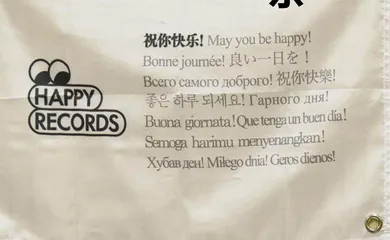 祝你快乐! May you be happy!
Bonne journée! 良い一日を!
Всего самого доброго! 祝你快樂!
좋은 하루 되세요! Гарного дня!
Buona giornata! Que tenga un buen día!
Semoga harimu menyenangkan!
Хубав ден! Miłego dnia! Geros dienos!
HAPPY
RECORDS